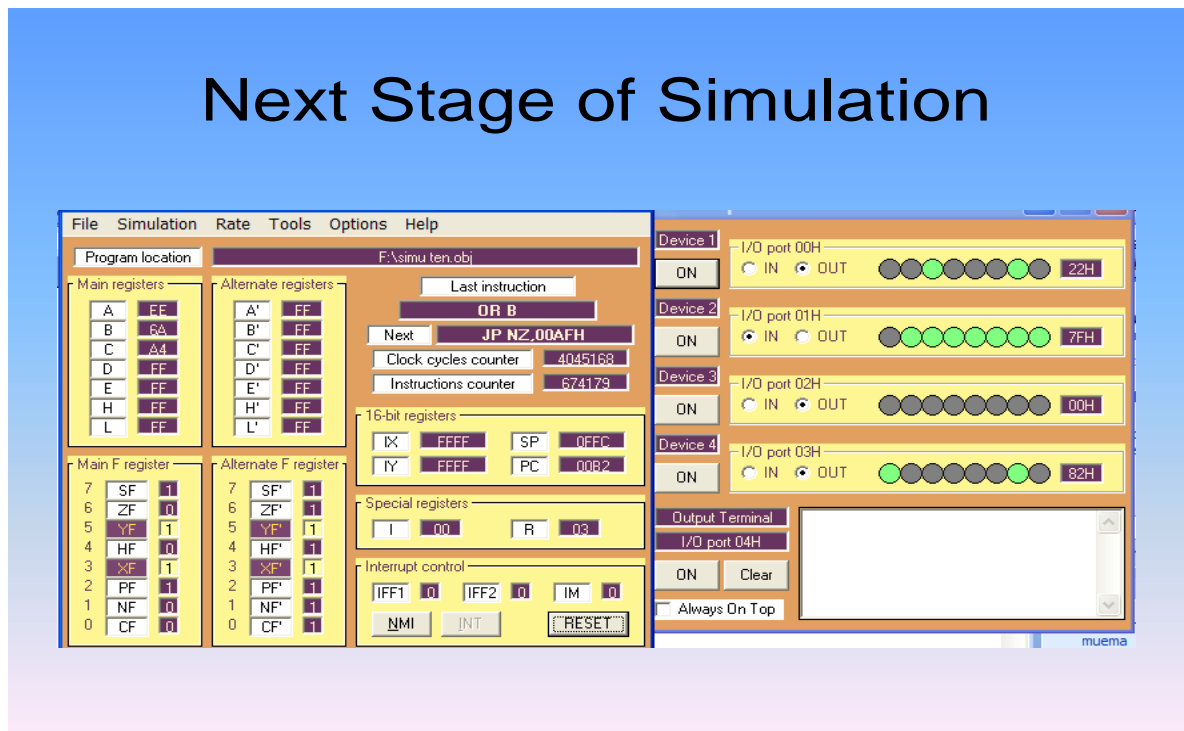 Next Stage of Simulation
File Simulation Rate Tools Options Help
Program location F:\simu ten.obj
Main registers
A EE
B 6A
C A4
D FF
E FF
H FF
L FF
Alternate registers
A' FF
B' FF
C' FF
D' FF
E' FF
H' FF
L' FF
Last instruction
OR B
Next JP NZ,00AFH
Clock cycles counter 4045168
Instructions counter 674179
16-bit registers
IX FFFF SP 0FFC
IY FFFF PC 00B2
Main F register
7 SF 1
6 ZF 0
5 YF 1
4 HF 0
3 XF 1
2 PF 1
1 NF 0
0 CF 0
Alternate F register
7 SF' 1
6 ZF' 1
5 YF' 1
4 HF' 1
3 XF' 1
2 PF' 1
1 NF' 1
0 CF' 1
Special registers
I 00 R 03
Interrupt control
IFF1 0 IFF2 0 IM 0
NMI INT RESET
Device 1
ON
I/O port 00H
IN OUT 22H
Device 2
ON
I/O port 01H
IN OUT 7FH
Device 3
ON
I/O port 02H
IN OUT 00H
Device 4
ON
I/O port 03H
IN OUT 82H
Output Terminal
I/O port 04H
ON Clear
Always On Top
muema